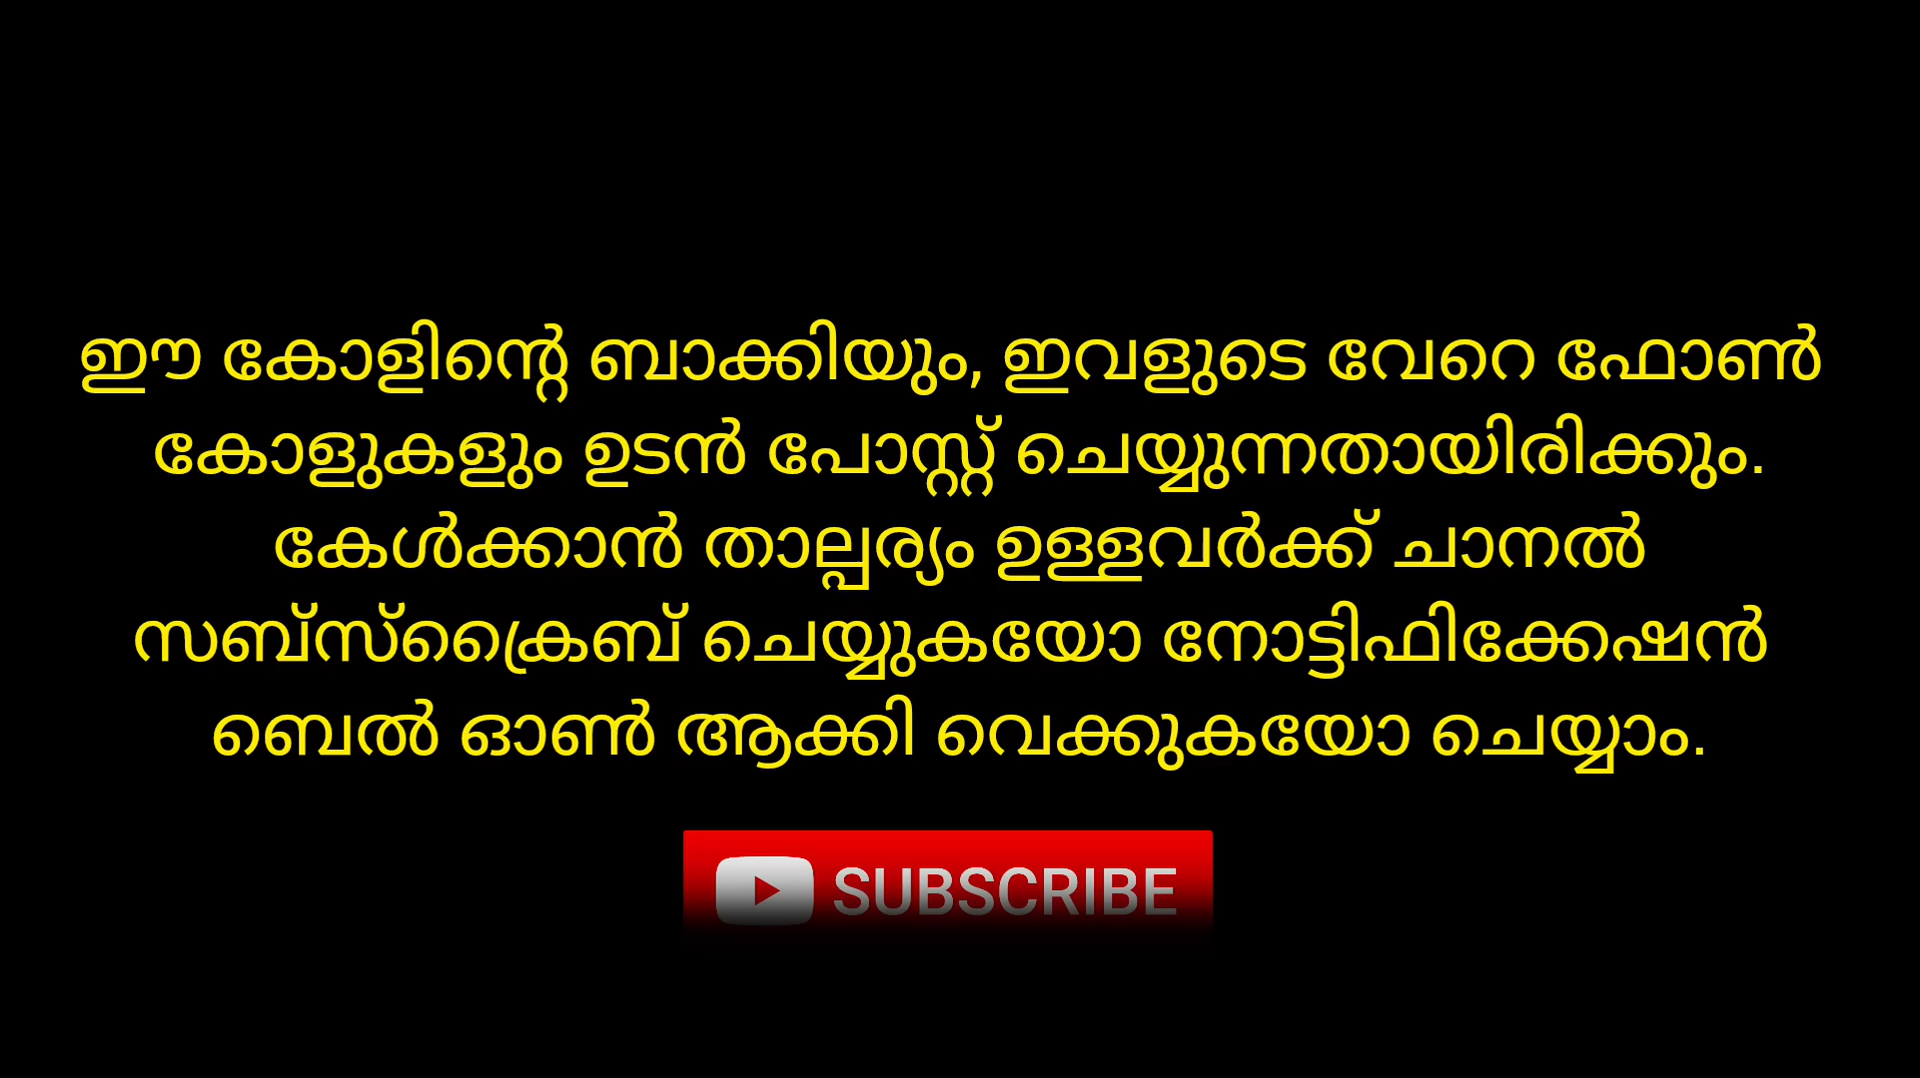 ഈ കോളിന്റെ ബാക്കിയും, ഇവളുടെ വേറെ ഫോൺ
കോളുകളും ഉടൻ പോസ്റ്റ് ചെയ്യുന്നതായിരിക്കും.
കേൾക്കാൻ താല്പര്യം ഉള്ളവർക്ക് ചാനൽ
സബ്സ്ക്രൈബ് ചെയ്യുകയോ നോട്ടിഫിക്കേഷൻ
ബെൽ ഓൺ ആക്കി വെക്കുകയോ ചെയ്യാം.
SUBSCRIBE